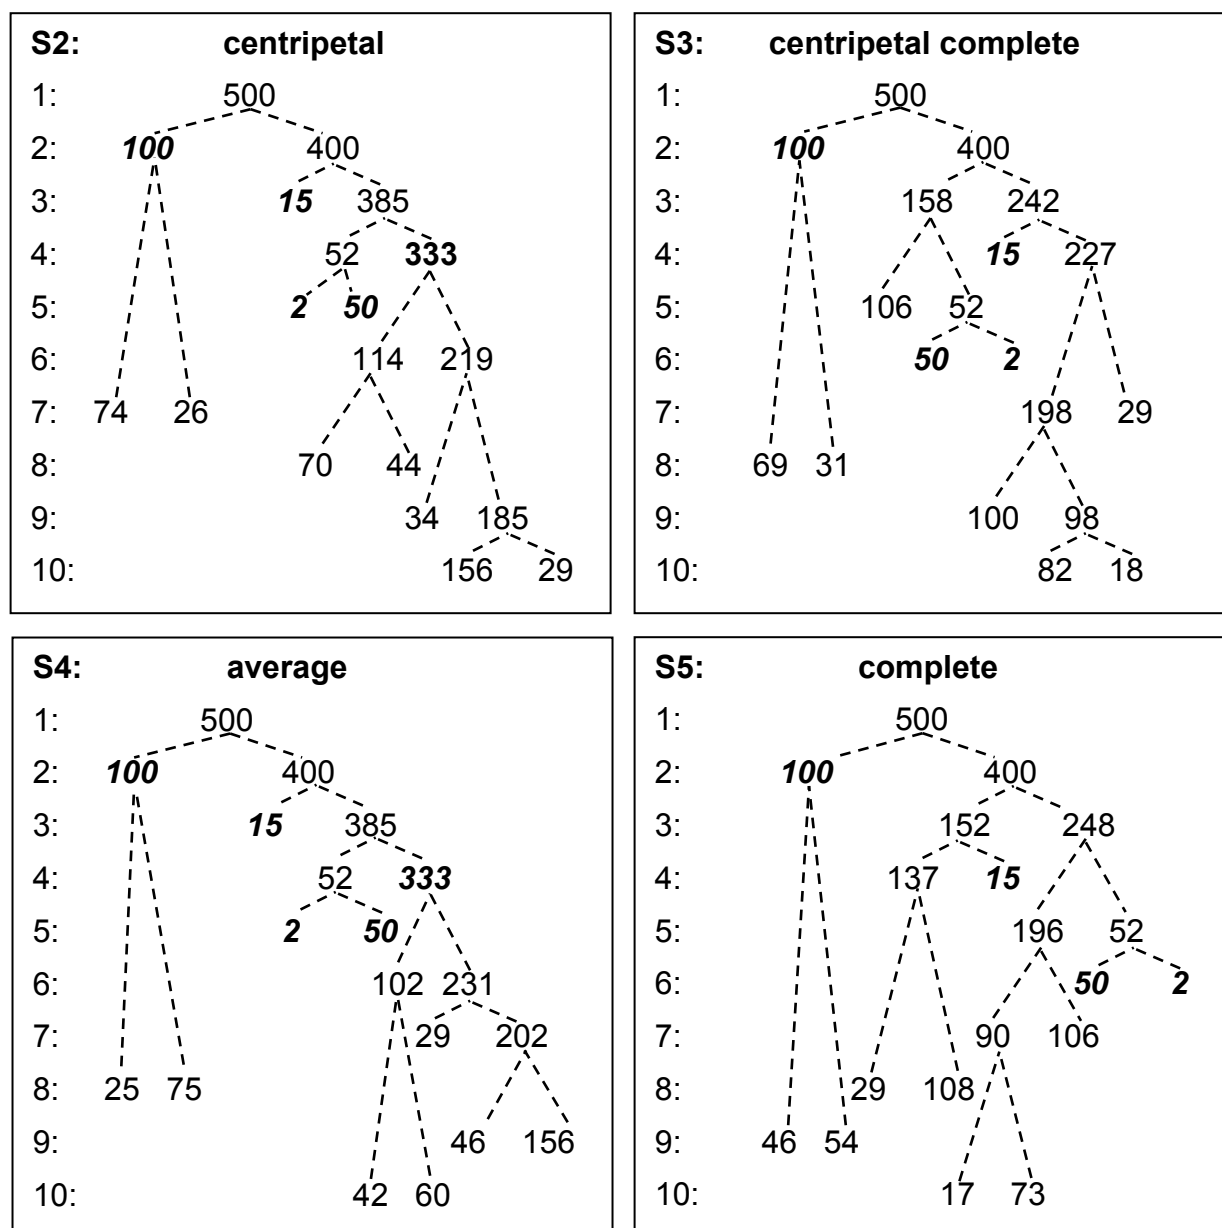 S2: centripetal
1: 500
2: 100 400
3: 15 385
4: 52 333
5: 2 50
6: 114 219
7: 74 26
8: 70 44
9: 34 185
10: 156 29
S3: centripetal complete
1: 500
2: 100 400
3: 158 242
4: 15 227
5: 106 52
6: 50 2
7: 198 29
8: 69 31
9: 100 98
10: 82 18
S4: average
1: 500
2: 100 400
3: 15 385
4: 52 333
5: 2 50
6: 102 231
7: 29 202
8: 25 75
9: 46 156
10: 42 60
S5: complete
1: 500
2: 100 400
3: 152 248
4: 137 15
5: 196 52
6: 50 2
7: 90 106
8: 29 108
9: 46 54
10: 17 73